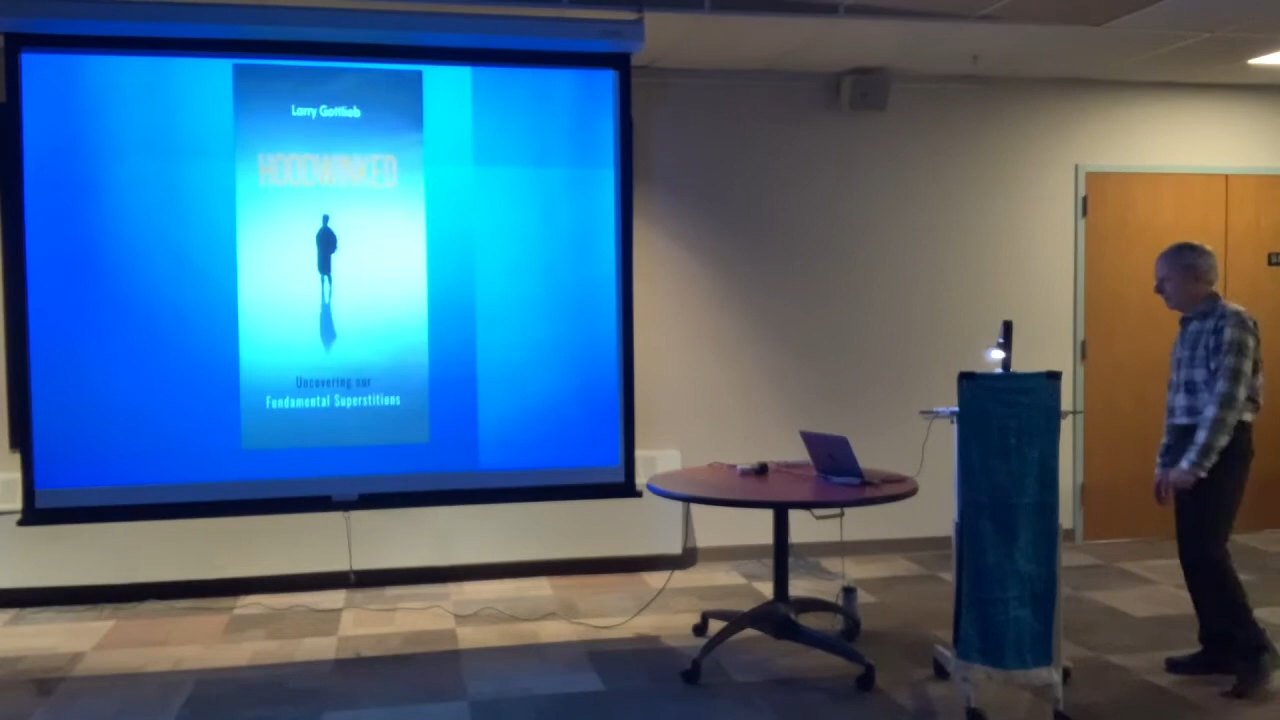 Larry Gottlieb
HOODWINKED
Uncovering our
Fundamental Superstitions